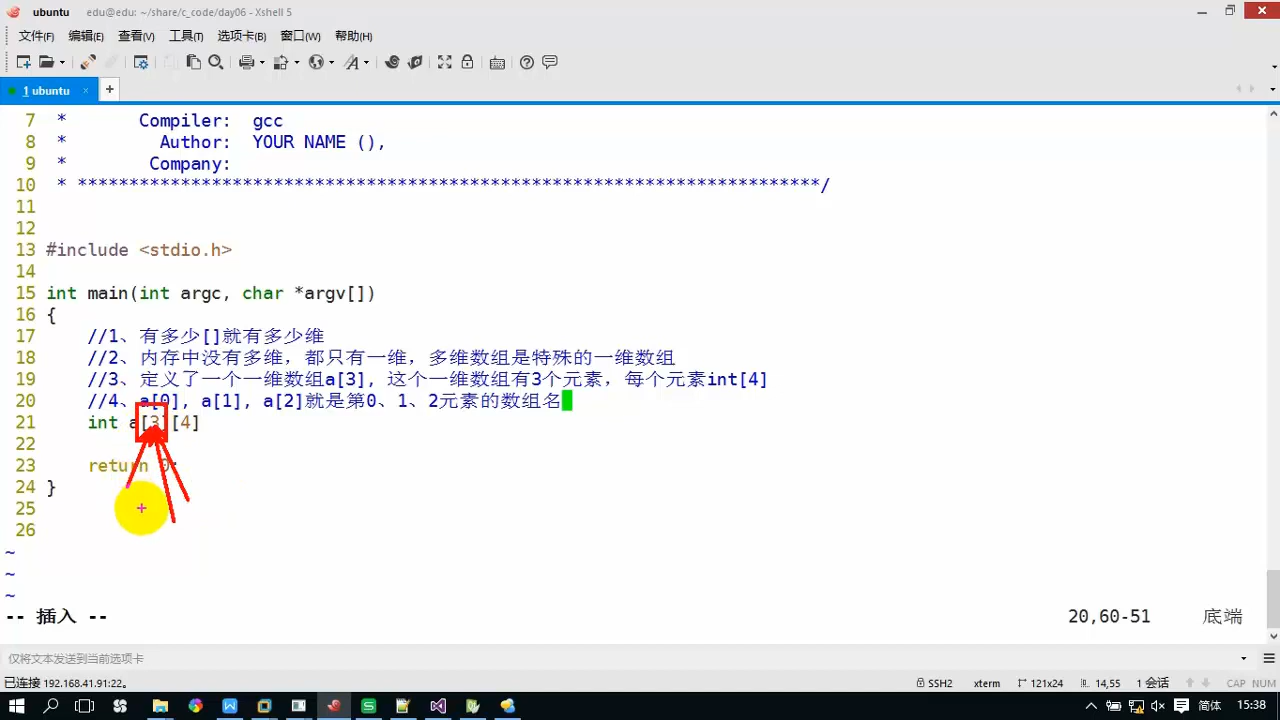 ubuntu edu@edu: ~/share/c_code/day06 - Xshell 5
文件(F) 编辑(E) 查看(V) 工具(T) 选项卡(B) 窗口(W) 帮助(H)
1 ubuntu × +
7 * Compiler: gcc
8 * Author: YOUR NAME (),
9 * Company:
10 * ************************************************************************/
11
12
13 #include <stdio.h>
14
15 int main(int argc, char *argv[])
16 {
17 //1、有多少[]就有多少维
18 //2、内存中没有多维，都只有一维，多维数组是特殊的一维数组
19 //3、定义了一个一维数组a[3], 这个一维数组有3个元素，每个元素int[4]
20 //4、a[0], a[1], a[2]就是第0、1、2元素的数组名
21 int a[3][4]
22
23 return 0;
24 }
25
26
~
~
~
-- 插入 -- 20,60-51 底端
仅将文本发送到当前选项卡
已连接 192.168.41.91:22。 SSH2 xterm 121x24 14,55 1 会话 CAP NUM
简体 15:38